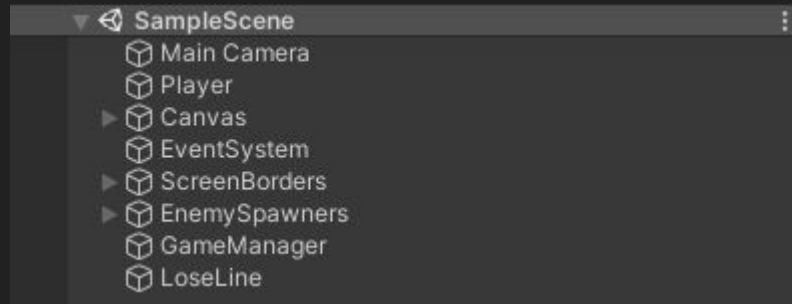 SampleScene
Main Camera
Player
Canvas
EventSystem
ScreenBorders
EnemySpawners
GameManager
LoseLine